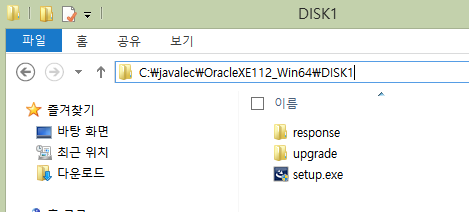 DISK1
파일 홈 공유 보기
C:₩javalec₩OracleXE112_Win64₩DISK1
즐겨찾기
바탕 화면
최근 위치
다운로드
이름
response
upgrade
setup.exe